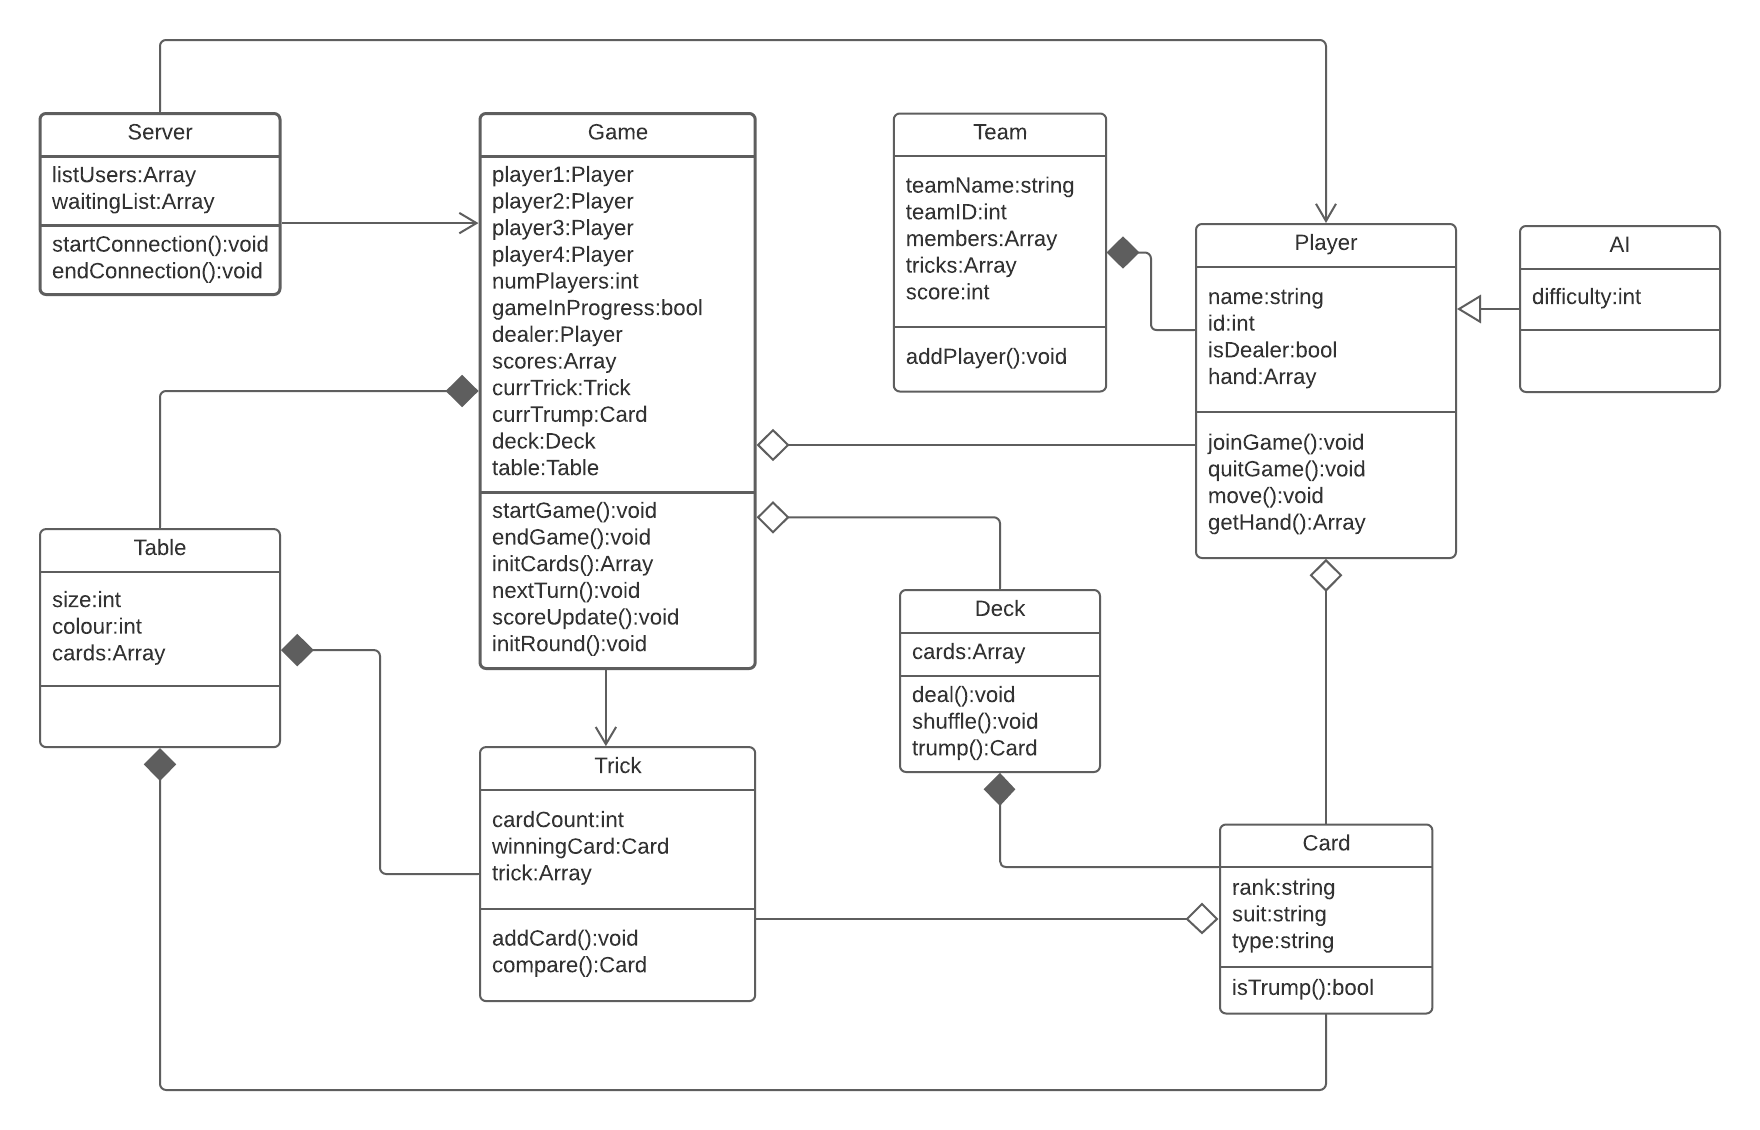 Server
listUsers:Array
waitingList:Array
startConnection():void
endConnection():void
Game
player1:Player
player2:Player
player3:Player
player4:Player
numPlayers:int
gameInProgress:bool
dealer:Player
scores:Array
currTrick:Trick
currTrump:Card
deck:Deck
table:Table
startGame():void
endGame():void
initCards():Array
nextTurn():void
scoreUpdate():void
initRound():void
Team
teamName:string
teamID:int
members:Array
tricks:Array
score:int
addPlayer():void
Player
name:string
id:int
isDealer:bool
hand:Array
joinGame():void
quitGame():void
move():void
getHand():Array
AI
difficulty:int
Table
size:int
colour:int
cards:Array
Deck
cards:Array
deal():void
shuffle():void
trump():Card
Trick
cardCount:int
winningCard:Card
trick:Array
addCard():void
compare():Card
Card
rank:string
suit:string
type:string
isTrump():bool